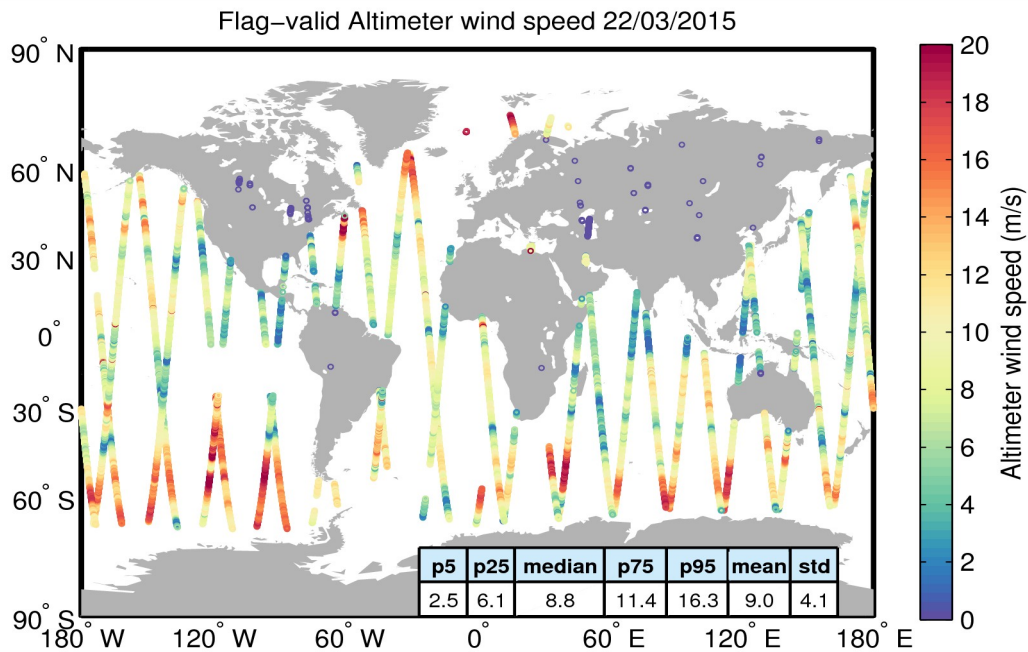 Flag−valid Altimeter wind speed 22/03/2015
90° N
60° N
30° N
0°
30° S
60° S
90° S
180° W
120° W
60° W
0°
60° E
120° E
180° E
p5 p25 median p75 p95 mean std
2.5 6.1 8.8 11.4 16.3 9.0 4.1
20
18
16
14
12
10
8
6
4
2
0
Altimeter wind speed (m/s)